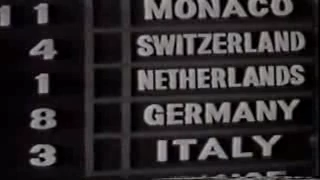 1 MONACO
4 SWITZERLAND
1 NETHERLANDS
8 GERMANY
3 ITALY